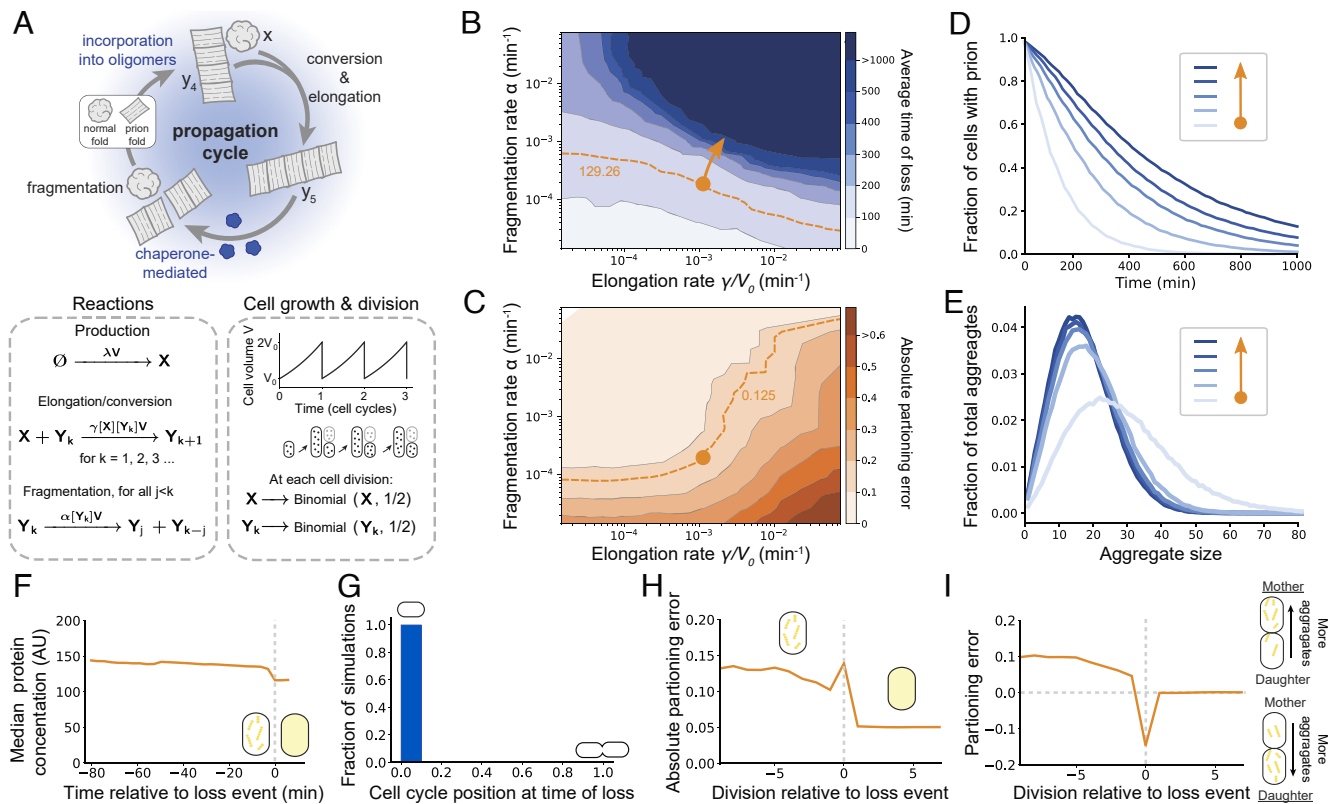 A
incorporation
into oligomers
X
y4
conversion
&
elongation
normal
fold
prion
fold
propagation
cycle
fragmentation
y5
chaperone-
mediated
Reactions
Production
Ø λV X
Elongation/conversion
X + Yk γ[X][Yk]V Yk+1
for k = 1, 2, 3 ...
Fragmentation, for all j<k
Yk α[Yk]V Yj + Yk−j
Cell growth & division
Cell volume V
2V0
V0
0 1 2 3
Time (cell cycles)
At each cell division:
X → Binomial (X, 1/2)
Yk → Binomial (Yk, 1/2)
B
Fragmentation rate α (min-1)
10−2
10−3
10−4
129.26
10−4 10−3 10−2
Elongation rate γ/V0 (min-1)
>1000
500
400
300
200
100
0
Average time of loss (min)
C
Fragmentation rate α (min-1)
10−2
10−3
10−4
0.125
10−4 10−3 10−2
Elongation rate γ/V0 (min-1)
>0.6
0.5
0.4
0.3
0.2
0.1
0
Absolute partioning error
D
Fraction of cells with prion
1.0
0.8
0.6
0.4
0.2
0.0
0 200 400 600 800 1000
Time (min)
E
Fraction of total aggreagtes
0.04
0.03
0.02
0.01
0.00
0 10 20 30 40 50 60 70 80
Aggregate size
F
Median protein
concentration (AU)
200
150
100
50
0
−80 −60 −40 −20 0
Time relative to loss event (min)
G
Fraction of simulations
1.0
0.8
0.6
0.4
0.2
0.0
0.0 0.2 0.4 0.6 0.8 1.0
Cell cycle position at time of loss
H
Absolute partioning error
0.20
0.15
0.10
0.05
0.00
−5 0 5
Division relative to loss event
I
Partioning error
0.2
0.1
0.0
−0.1
−0.2
−5 0 5
Division relative to loss event
Mother
More
aggregates
Daughter
Mother
More
aggregates
Daughter